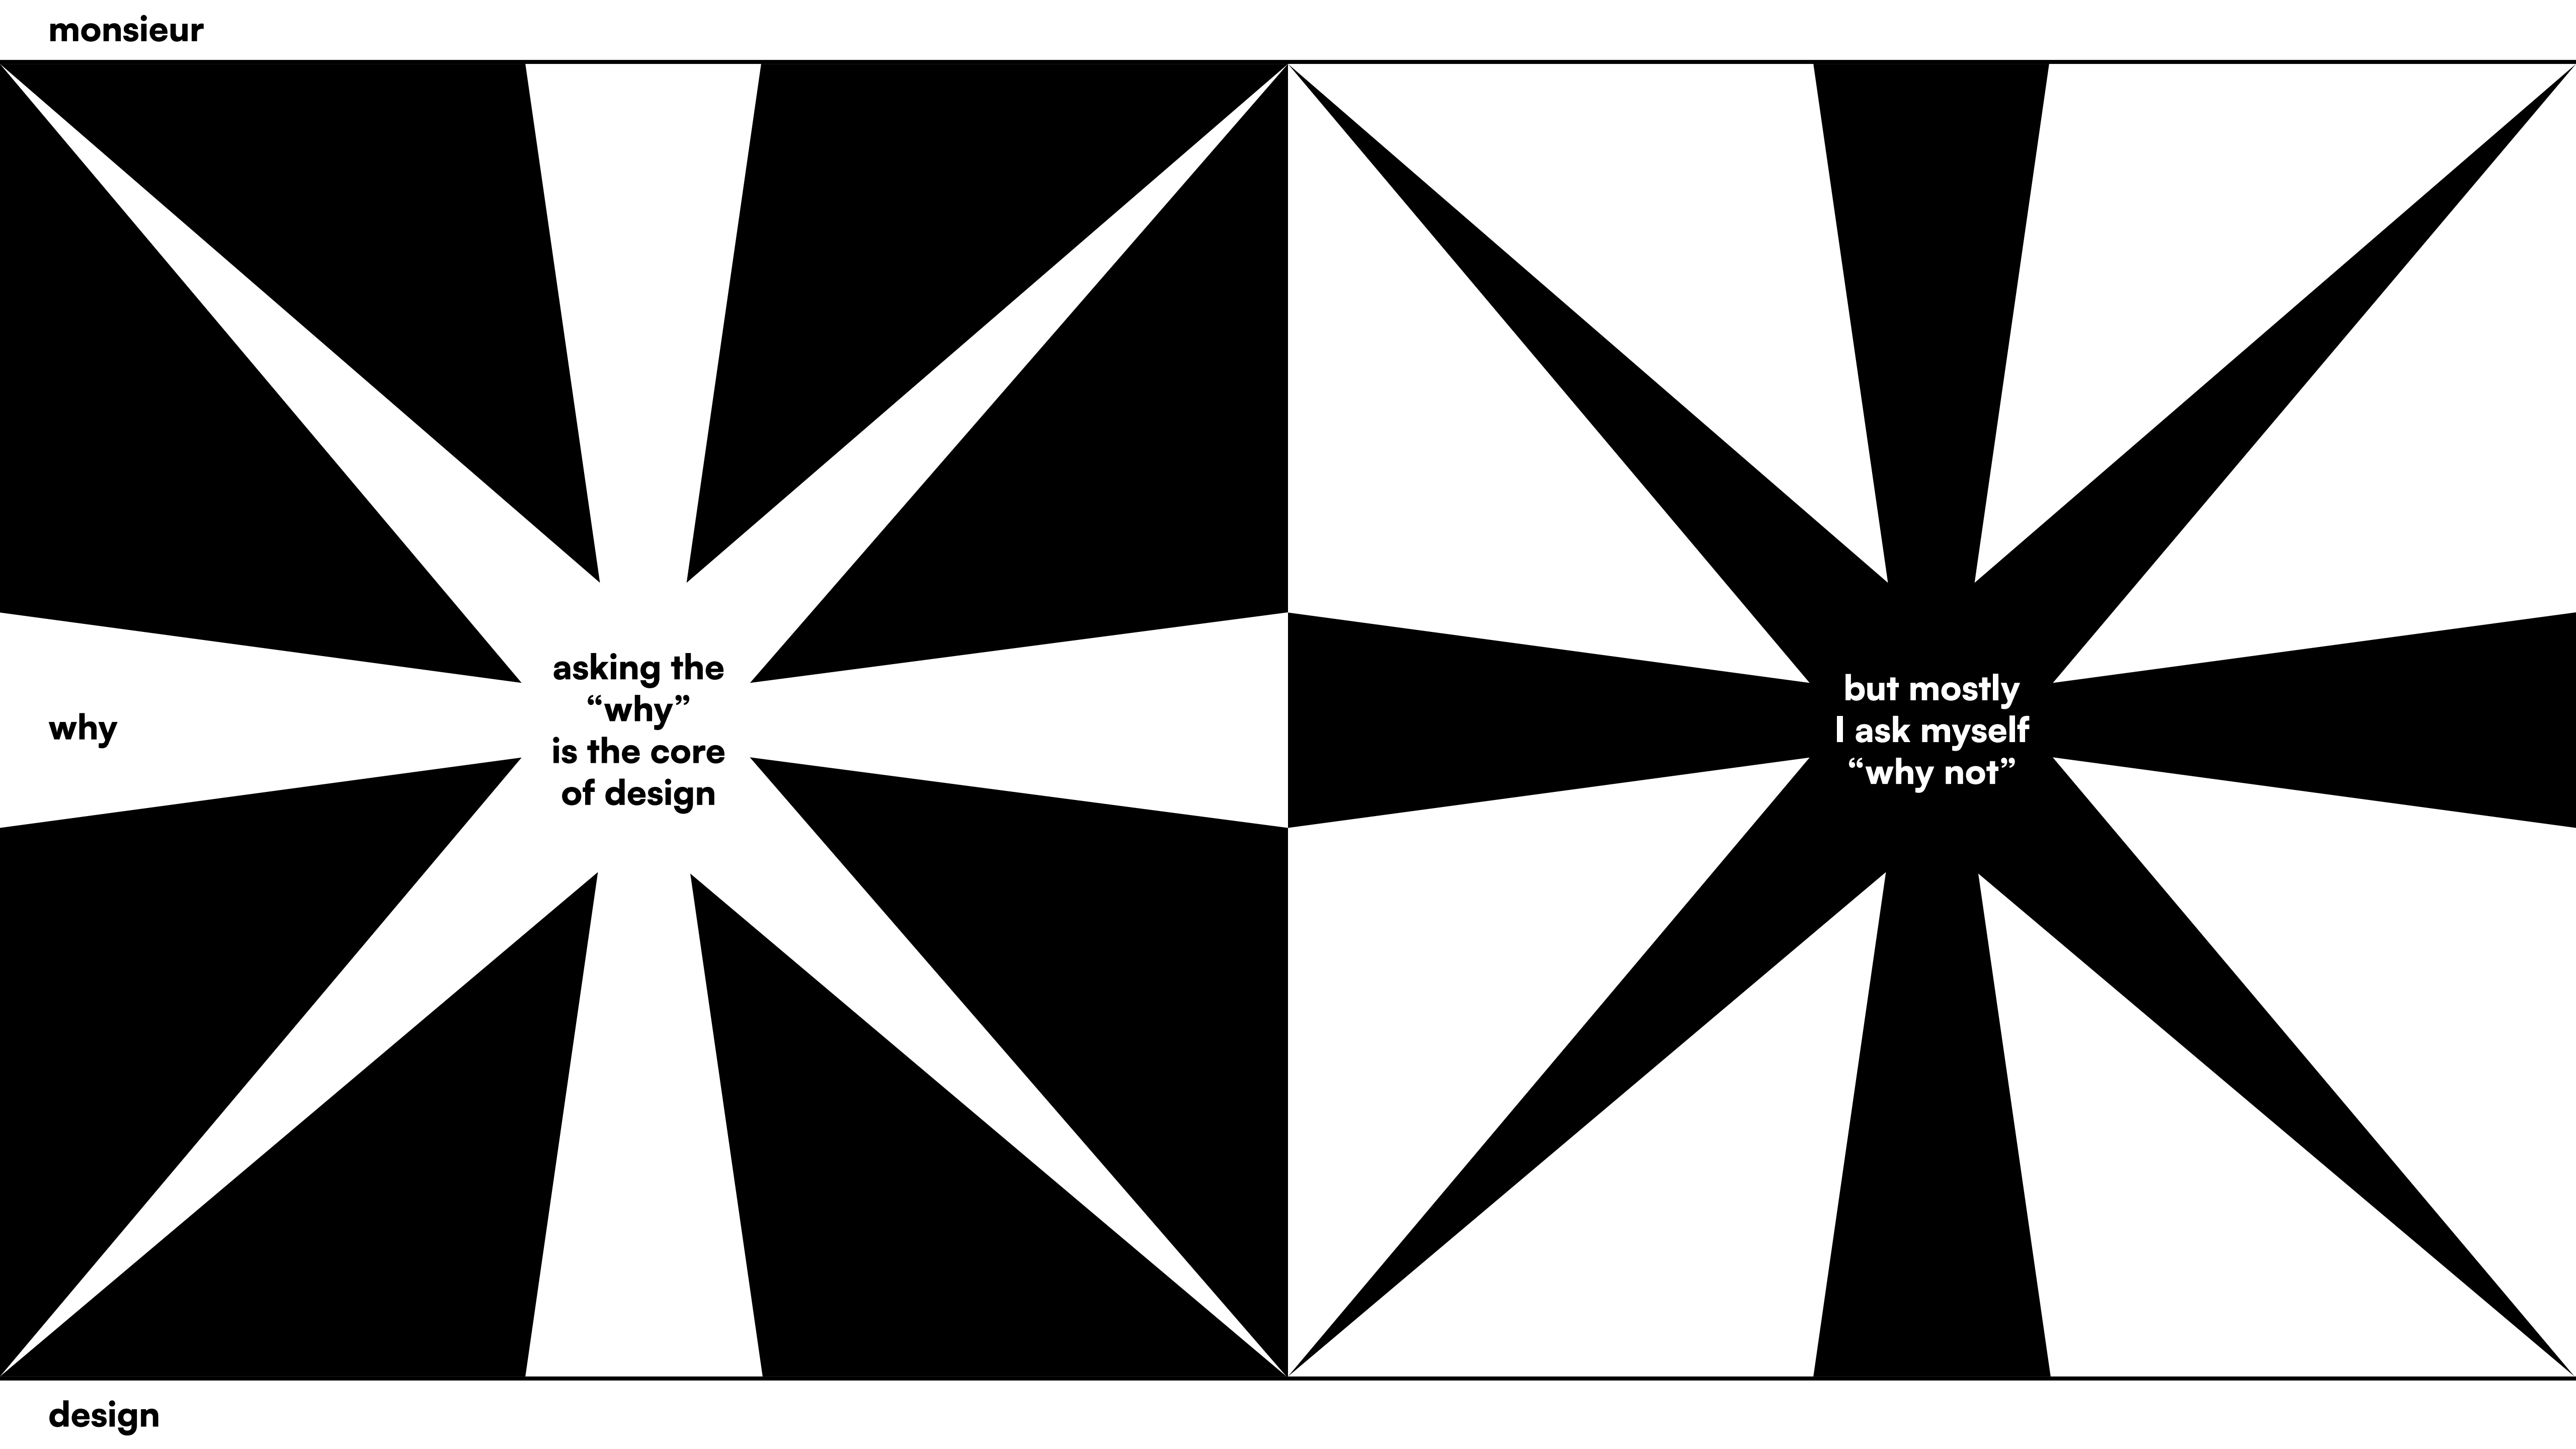 monsieur
why
asking the
“why”
is the core
of design
but mostly
I ask myself
“why not”
design